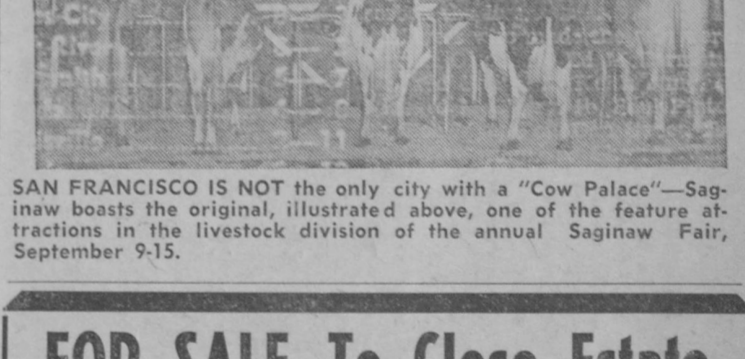 SAN FRANCISCO IS NOT the only city with a "Cow Palace"—Sag-
inaw boasts the original, illustrated above, one of the feature at-
tractions in the livestock division of the annual Saginaw Fair,
September 9-15.
FOR SALE To Close Estate